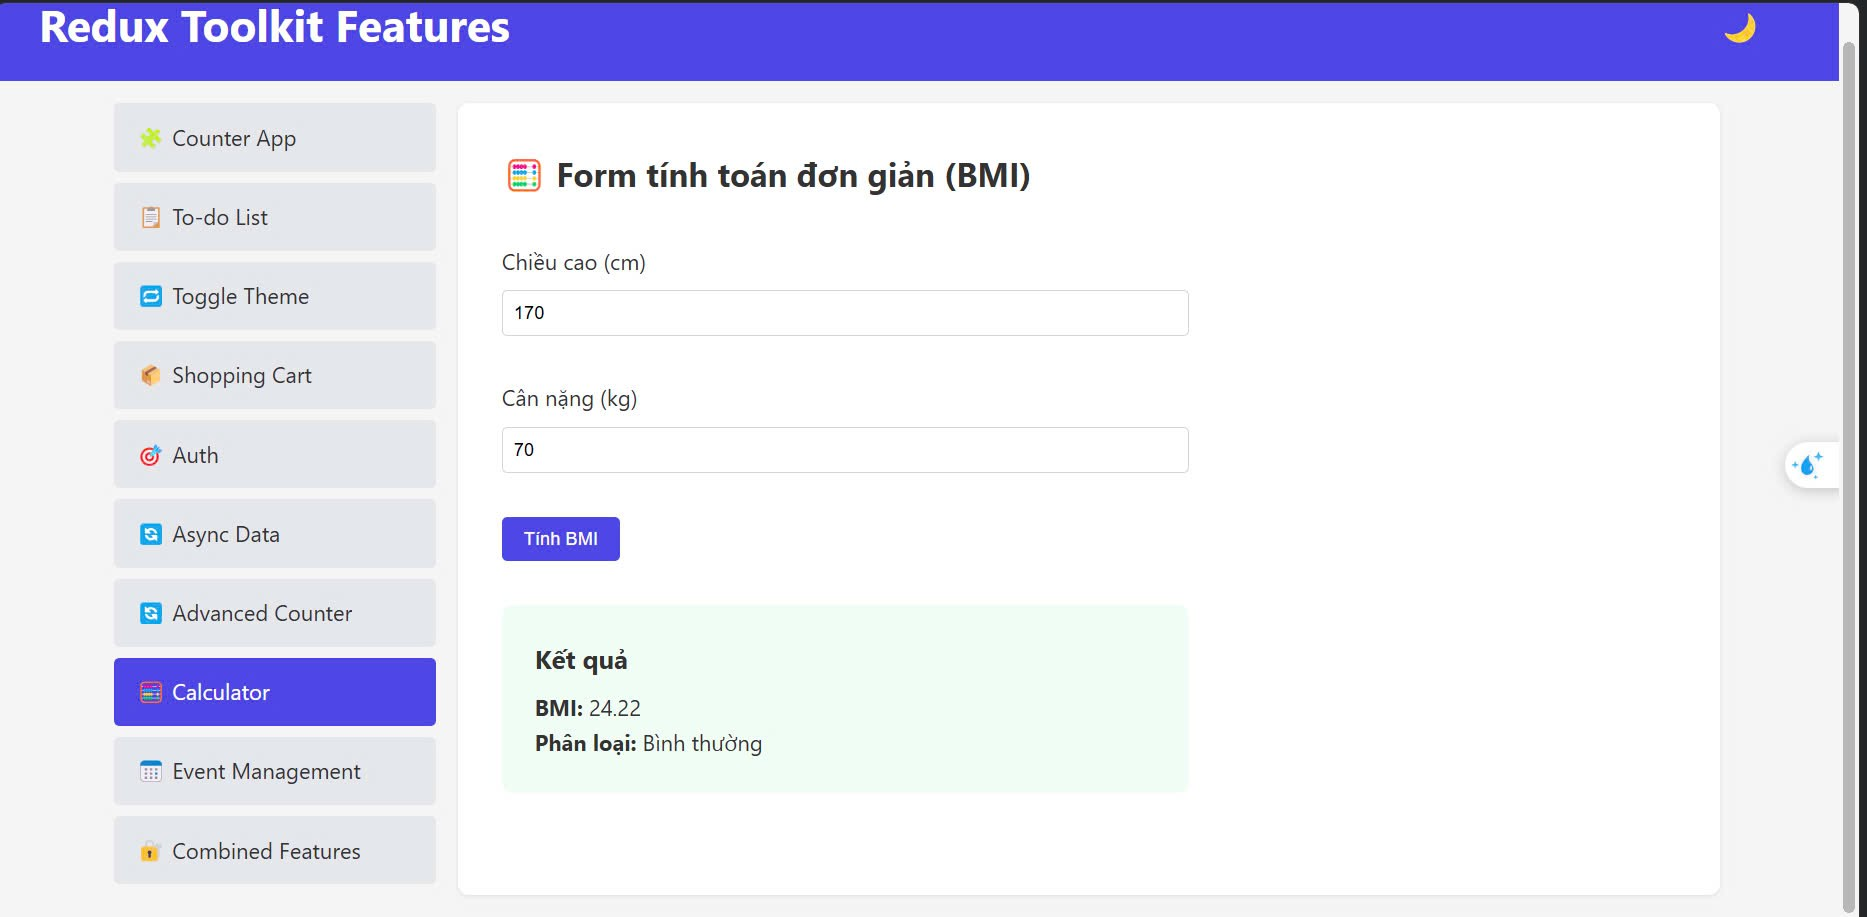 Redux Toolkit Features
Counter App
To-do List
Toggle Theme
Shopping Cart
Auth
Async Data
Advanced Counter
Calculator
Event Management
Combined Features
Form tính toán đơn giản (BMI)
Chiều cao (cm)
170
Cân nặng (kg)
70
Tính BMI
Kết quả
BMI: 24.22
Phân loại: Bình thường